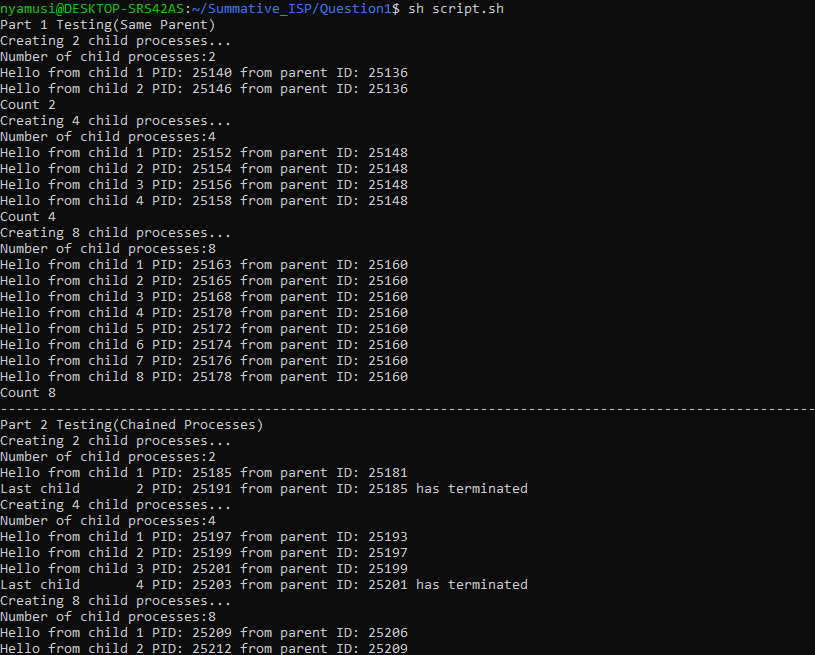 nyamusi@DESKTOP-SRS42AS:~/Summative_ISP/Question1$ sh script.sh
Part 1 Testing(Same Parent)
Creating 2 child processes...
Number of child processes:2
Hello from child 1 PID: 25140 from parent ID: 25136
Hello from child 2 PID: 25146 from parent ID: 25136
Count 2
Creating 4 child processes...
Number of child processes:4
Hello from child 1 PID: 25152 from parent ID: 25148
Hello from child 2 PID: 25154 from parent ID: 25148
Hello from child 3 PID: 25156 from parent ID: 25148
Hello from child 4 PID: 25158 from parent ID: 25148
Count 4
Creating 8 child processes...
Number of child processes:8
Hello from child 1 PID: 25163 from parent ID: 25160
Hello from child 2 PID: 25165 from parent ID: 25160
Hello from child 3 PID: 25168 from parent ID: 25160
Hello from child 4 PID: 25170 from parent ID: 25160
Hello from child 5 PID: 25172 from parent ID: 25160
Hello from child 6 PID: 25174 from parent ID: 25160
Hello from child 7 PID: 25176 from parent ID: 25160
Hello from child 8 PID: 25178 from parent ID: 25160
Count 8
------------------------------------------------------------------------------------------------------
Part 2 Testing(Chained Processes)
Creating 2 child processes...
Number of child processes:2
Hello from child 1 PID: 25185 from parent ID: 25181
Last child       2 PID: 25191 from parent ID: 25185 has terminated
Creating 4 child processes...
Number of child processes:4
Hello from child 1 PID: 25197 from parent ID: 25193
Hello from child 2 PID: 25199 from parent ID: 25197
Hello from child 3 PID: 25201 from parent ID: 25199
Last child       4 PID: 25203 from parent ID: 25201 has terminated
Creating 8 child processes...
Number of child processes:8
Hello from child 1 PID: 25209 from parent ID: 25206
Hello from child 2 PID: 25212 from parent ID: 25209